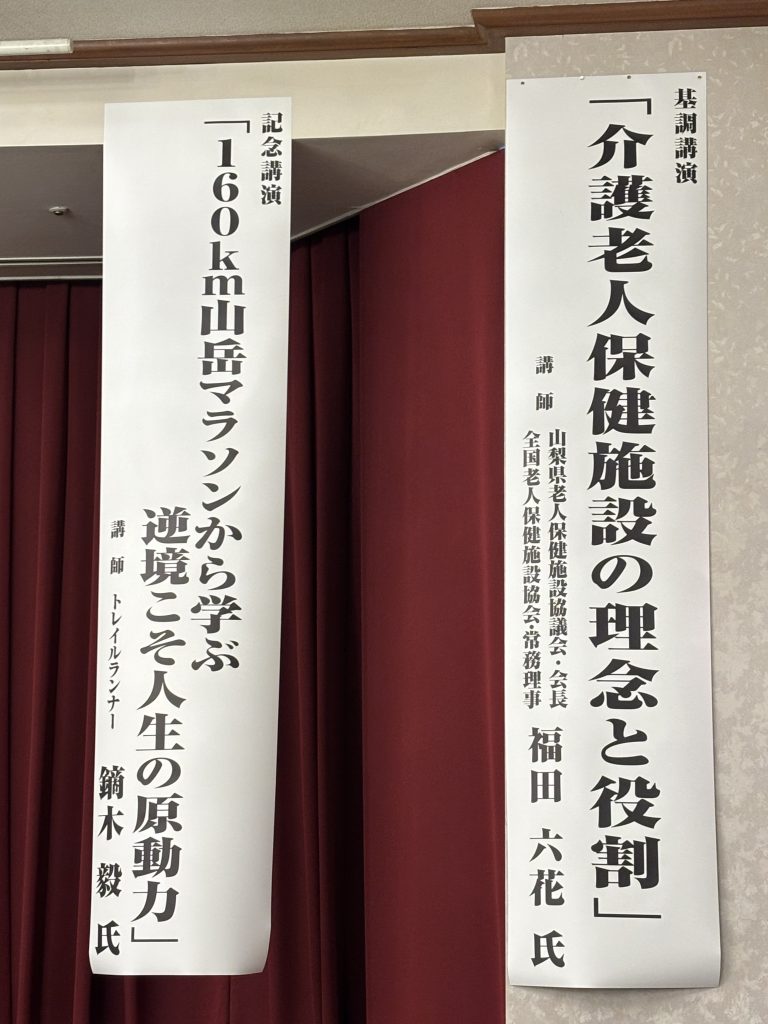 基調講演
「介護老人保健施設の理念と役割」
講師
山梨県老人保健施設協議会・会長
全国老人保健施設協会・常務理事
福田 六花 氏
記念講演
「160km山岳マラソンから学ぶ
逆境こそ人生の原動力」
講師 トレイルランナー 鏑木 毅 氏